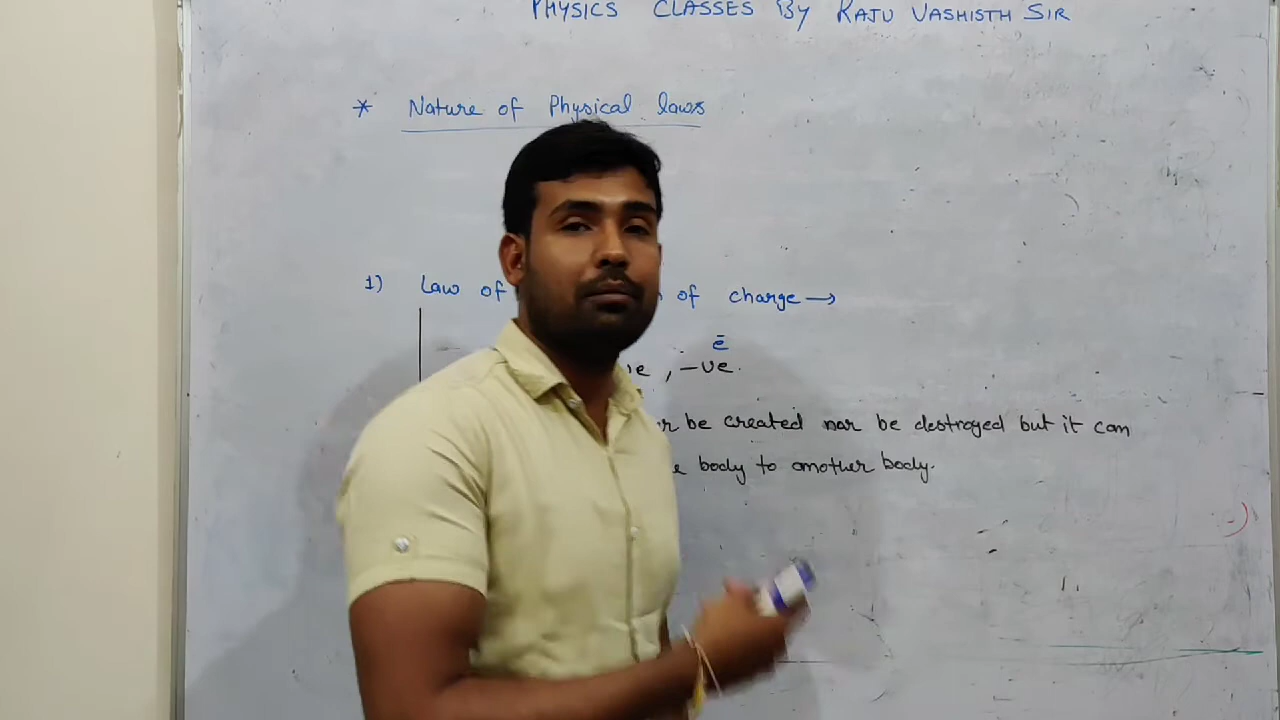 PHYSICS CLASSES By RAJU VASHISTH SIR
* Nature of Physical laws
1) Law of of charge →
ē
, -ve.
be created nor be destroyed but it can
body to another body.